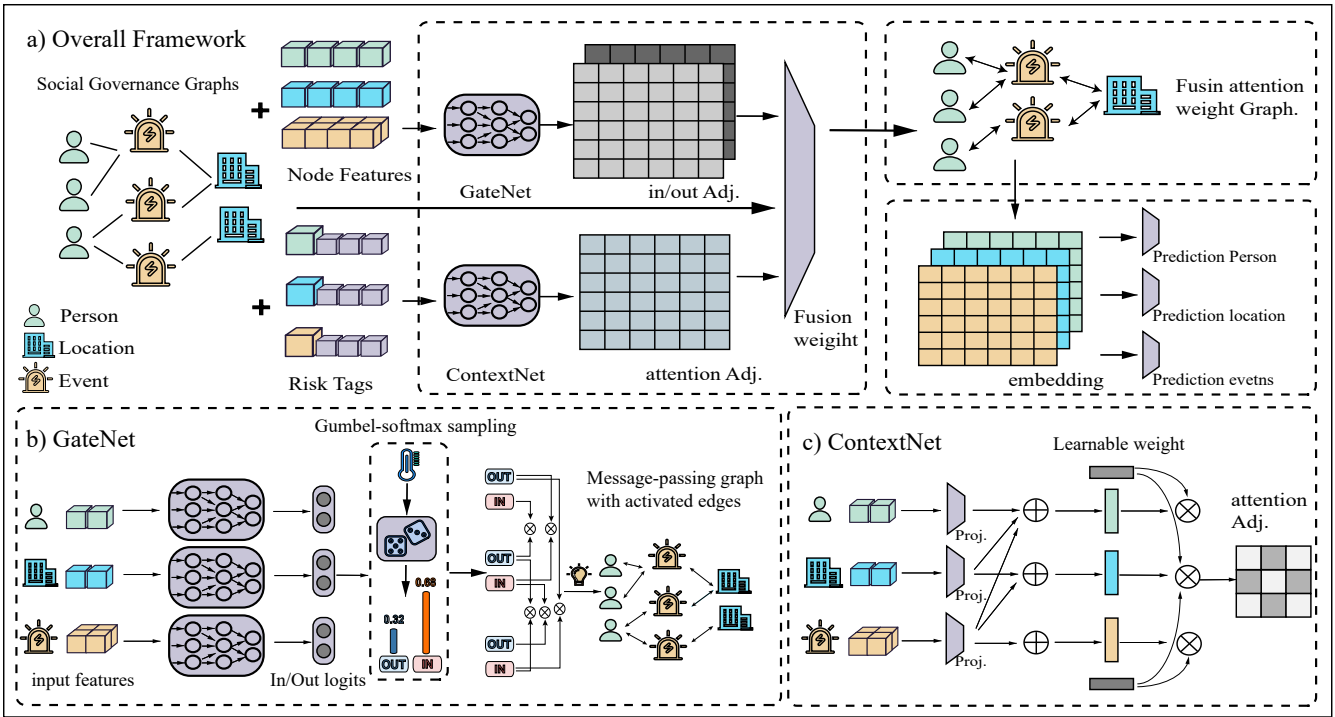 a) Overall Framework
Social Governance Graphs
+
+
Person
Location
Event
Node Features
Risk Tags
GateNet
in/out Adj.
ContextNet
attention Adj.
Fusion
weigiht
Fusin attention
weight Graph.
embedding
Prediction Person
Prediction location
Prediction evetns
b) GateNet
Gumbel-softmax sampling
input features
In/Out logits
0.32
0.68
OUT
IN
OUT
IN
OUT
IN
OUT
IN
Message-passing graph
with activated edges
c) ContextNet
Learnable weight
Proj.
Proj.
Proj.
attention
Adj.